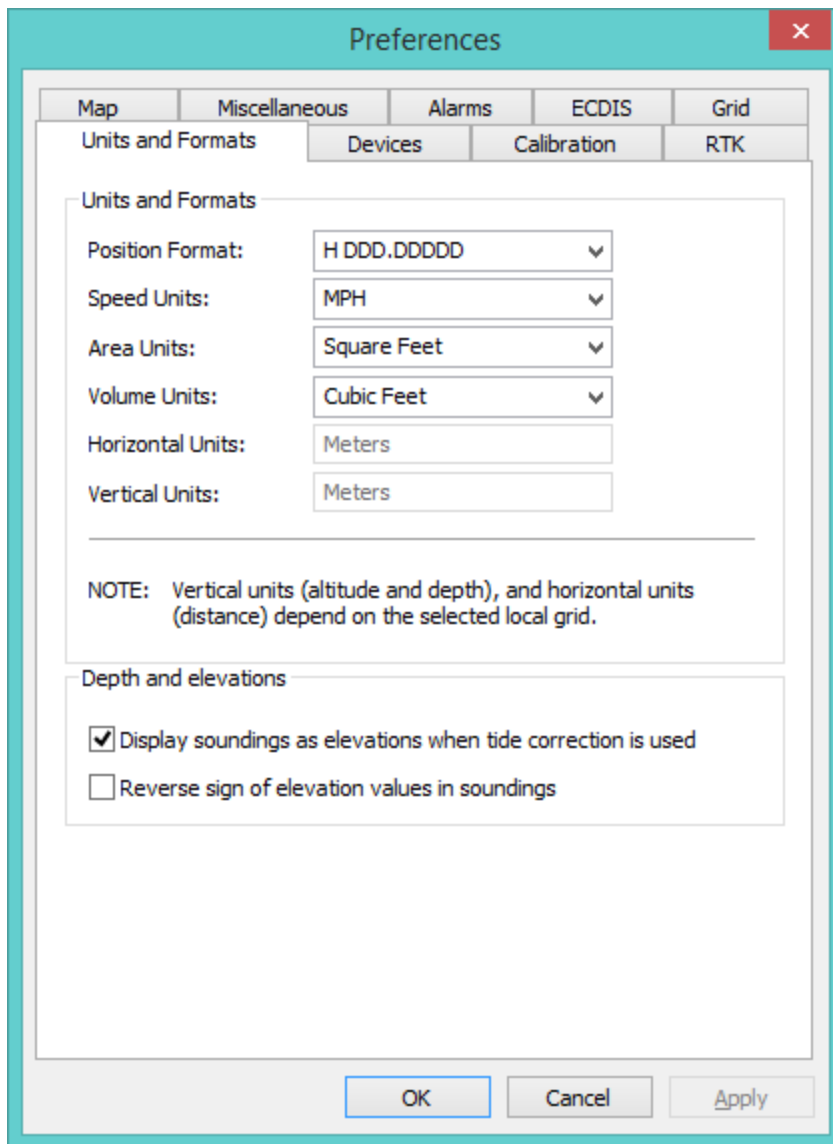 Preferences
Map Miscellaneous Alarms ECDIS Grid
Units and Formats Devices Calibration RTK
Units and Formats
Position Format: H DDD.DDDDD
Speed Units: MPH
Area Units: Square Feet
Volume Units: Cubic Feet
Horizontal Units: Meters
Vertical Units: Meters
NOTE: Vertical units (altitude and depth), and horizontal units
(distance) depend on the selected local grid.
Depth and elevations
Display soundings as elevations when tide correction is used
Reverse sign of elevation values in soundings
OK Cancel Apply